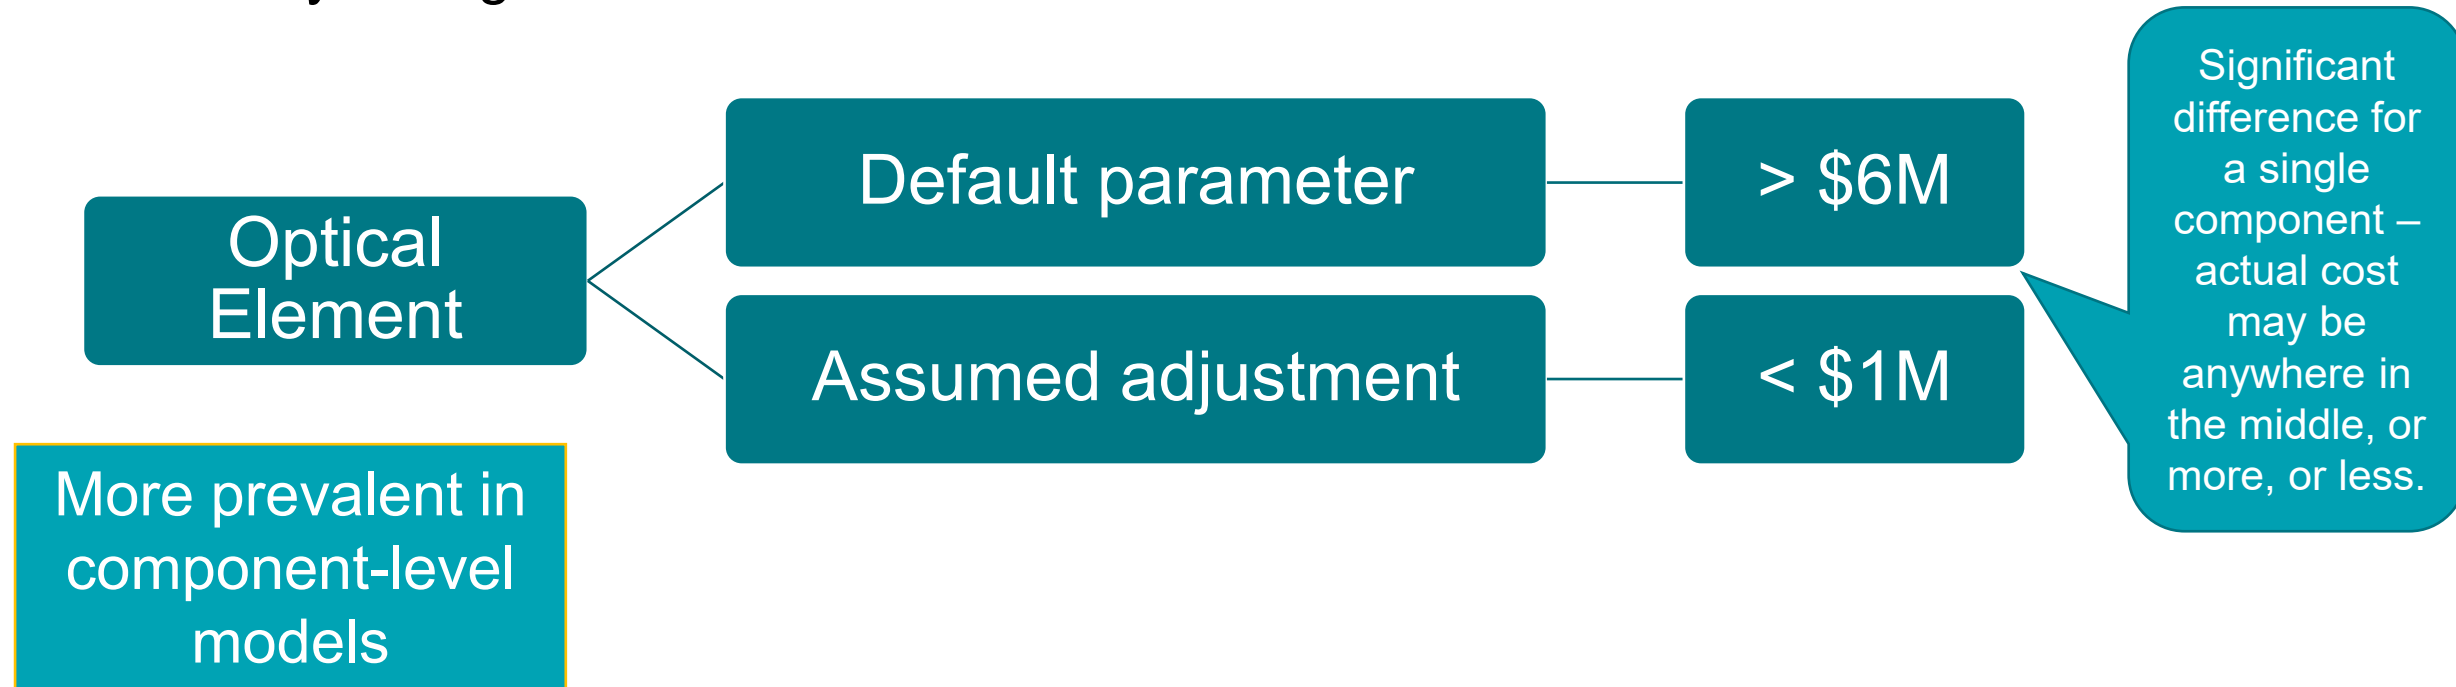 Optical
Element
Default parameter
> $6M
Assumed adjustment
< $1M
Significant
difference for
a single
component –
actual cost
may be
anywhere in
the middle, or
more, or less.
More prevalent in
component-level
models